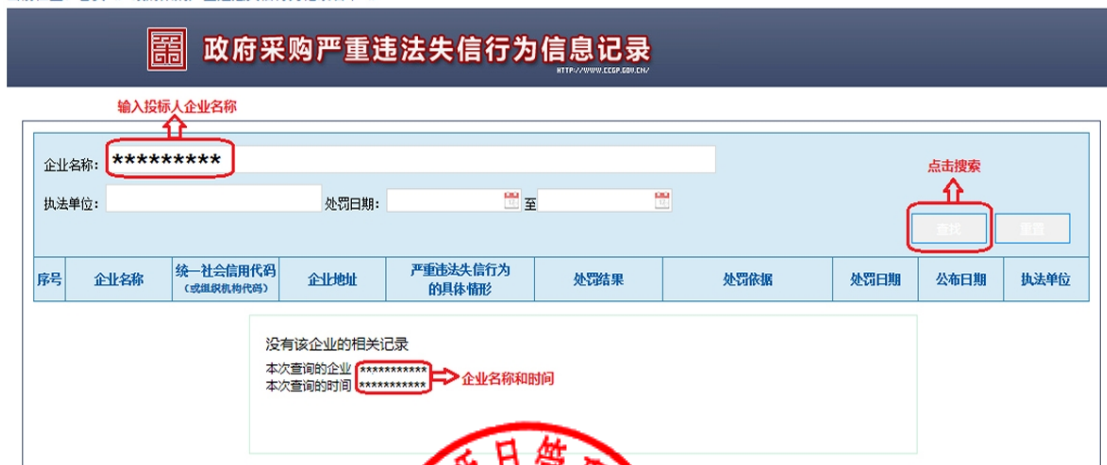 政府采购严重违法失信行为信息记录
HTTP://WWW.CCGP.GOV.CN/
输入投标人企业名称
企业名称： *********
点击搜索
执法单位： 处罚日期： 至
查找 重置
序号 企业名称 统一社会信用代码 企业地址 严重违法失信行为 处罚结果 处罚依据 处罚日期 公布日期 执法单位
（或组织机构代码） 的具体情形
没有该企业的相关记录
本次查询的企业 ***********
本次查询的时间 ***********
企业名称和时间